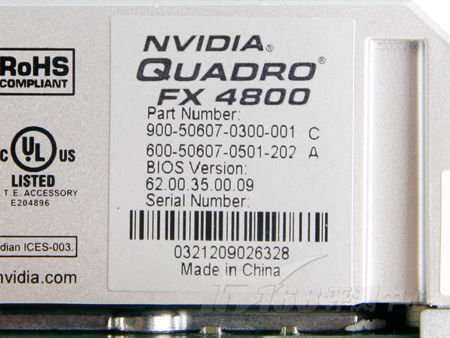 RoHS
COMPLIANT
C UL US
LISTED
I.T.E. ACCESSORY
E204896
dian ICES-003.
nvidia.com
NVIDIA®
QUADRO®
FX 4800
Part Number:
900-50607-0300-001 C
600-50607-0501-202 A
BIOS Version:
62.00.35.00.09
Serial Number:
0321209026328
Made in China